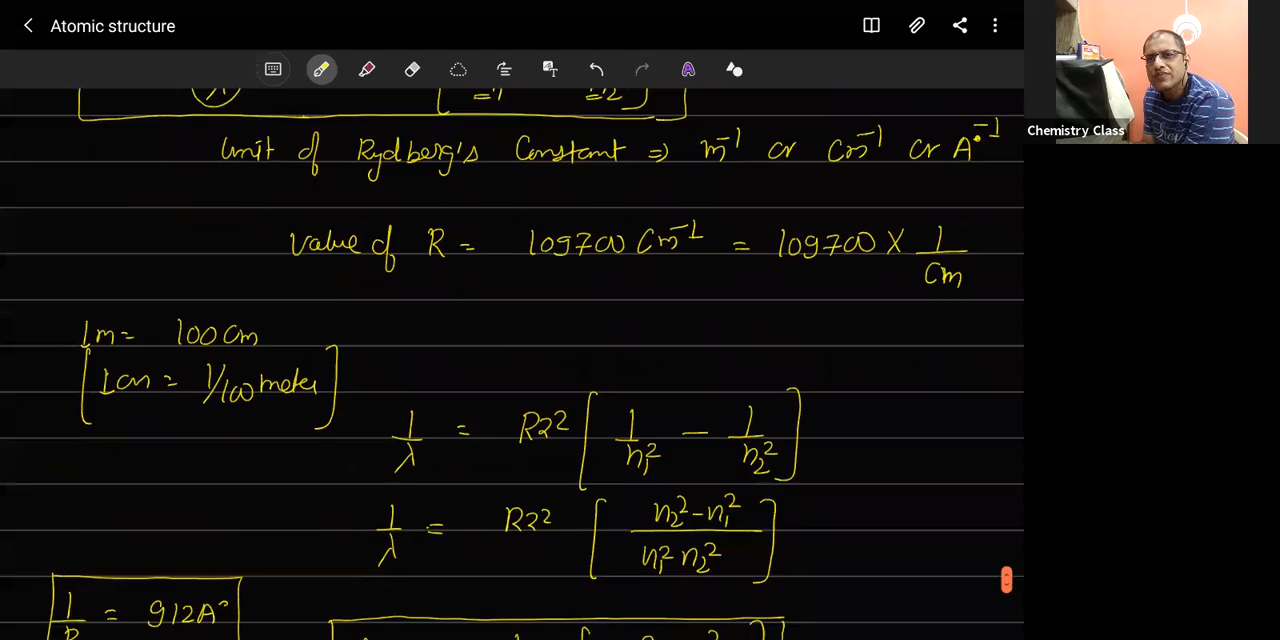 Atomic structure
Chemistry Class
Unit of Rydberg's Constant ⇒ m⁻¹ or Cm⁻¹ or A°⁻¹
Value of R = 109700 Cm⁻¹ = 109700 × 1/Cm
1m = 100 cm
[1cm = 1/100 meter]
1/λ = RZ² [1/n₁² − 1/n₂²]
1/λ = RZ² [(n₂² − n₁²)/(n₁² n₂²)]
1/R = 912A°